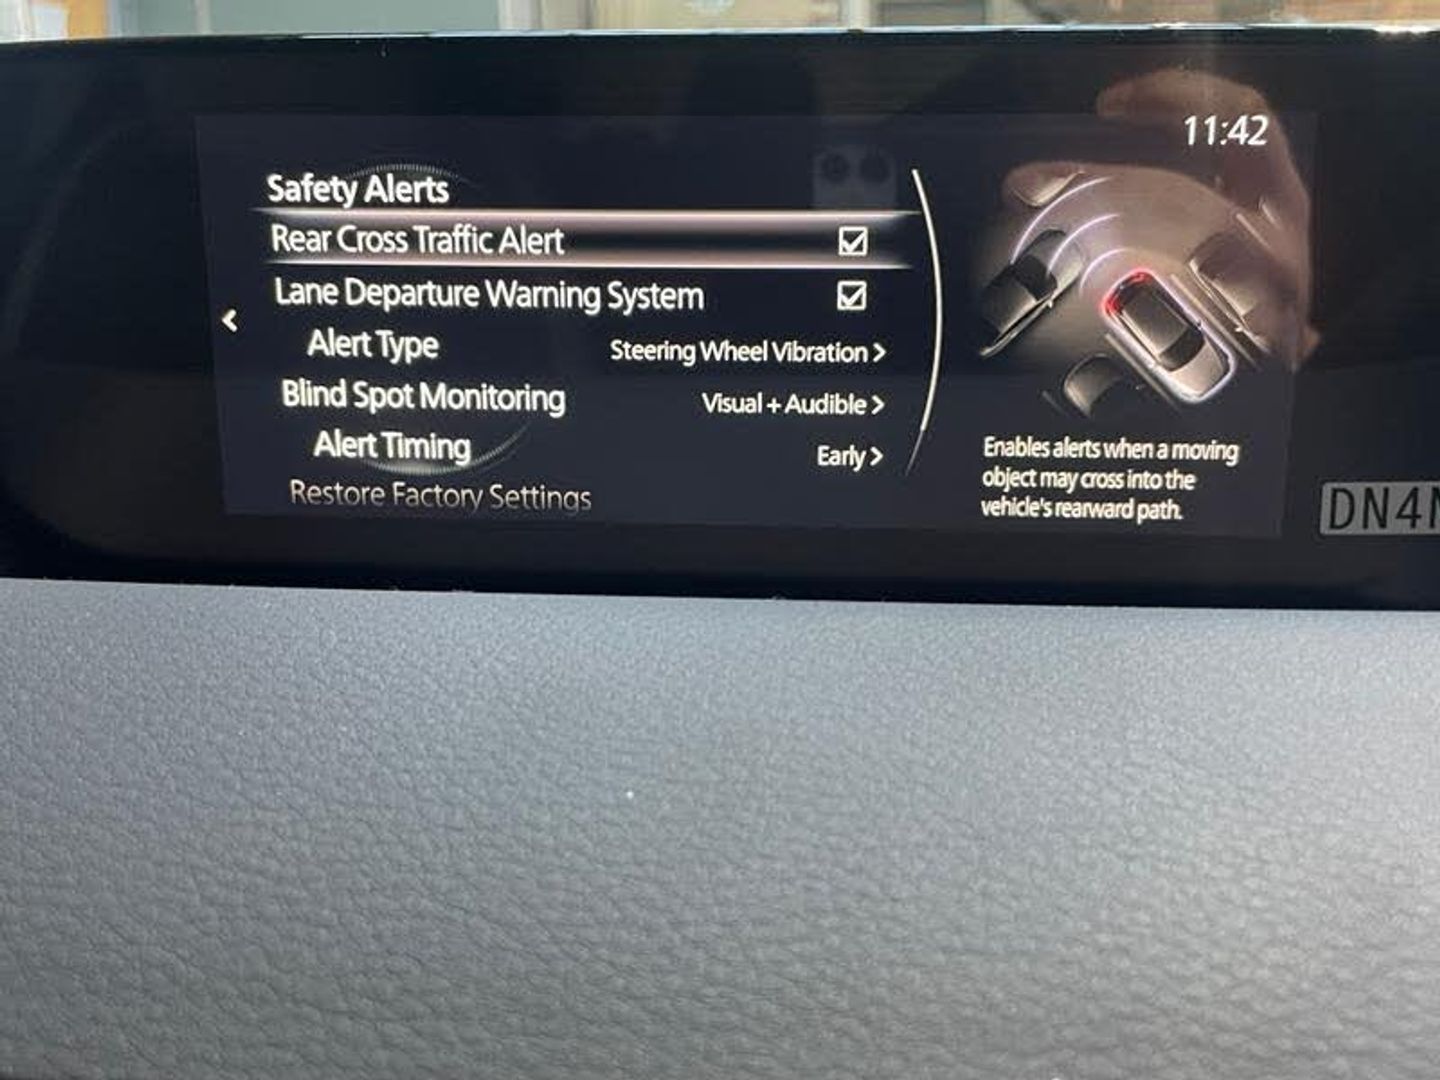 11:42
Safety Alerts
Rear Cross Traffic Alert
Lane Departure Warning System
Alert Type Steering Wheel Vibration >
Blind Spot Monitoring Visual + Audible >
Alert Timing Early >
Restore Factory Settings
Enables alerts when a moving
object may cross into the
vehicle's rearward path.
DN4